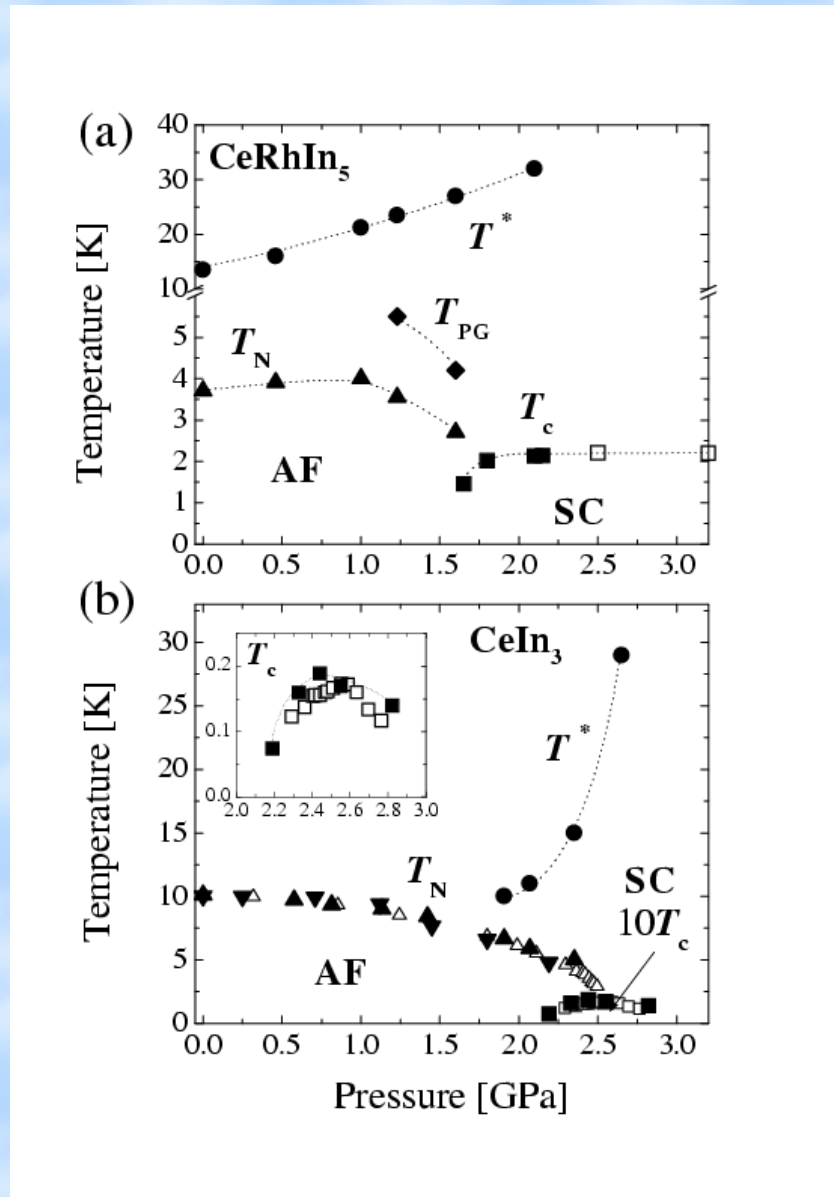 (a)
CeRhIn5
40
30
20
10
5
4
3
2
1
0
Temperature [K]
T*
TPG
TN
Tc
AF
SC
0.0 0.5 1.0 1.5 2.0 2.5 3.0
(b)
CeIn3
30
25
20
15
10
5
0
Temperature [K]
Tc
0.2
0.1
0.0
2.0 2.2 2.4 2.6 2.8 3.0
T*
TN
SC
10Tc
AF
0.0 0.5 1.0 1.5 2.0 2.5 3.0
Pressure [GPa]